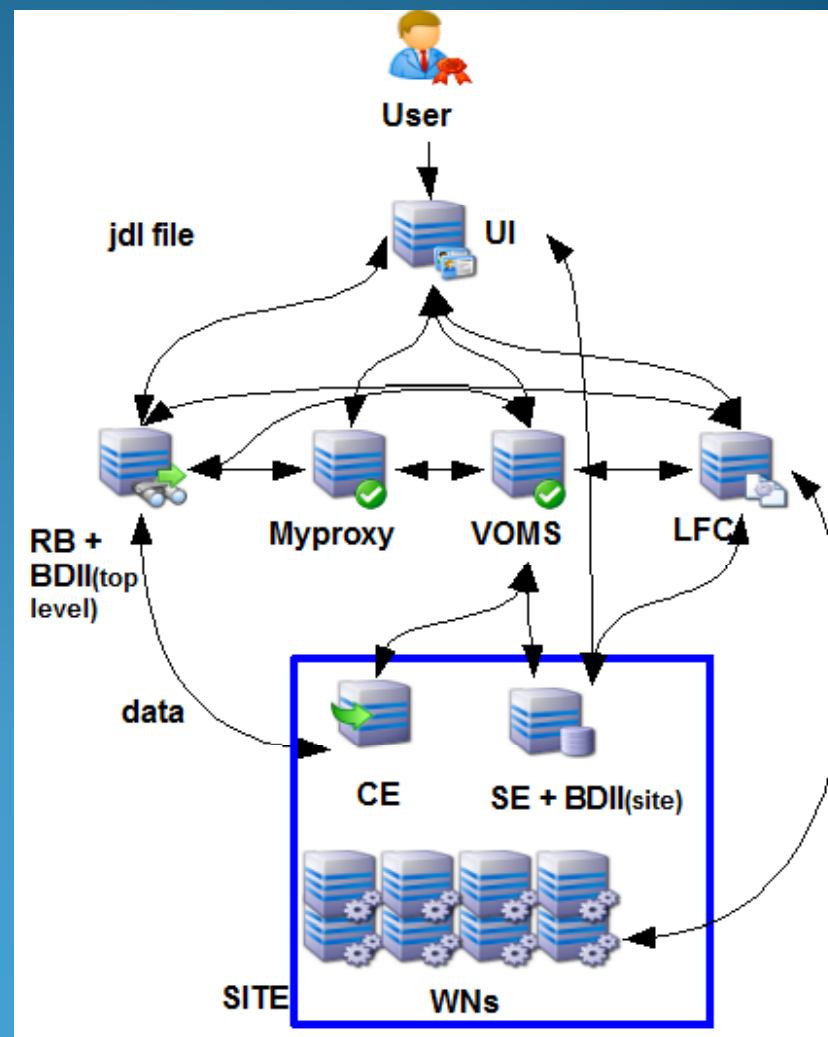 User
UI
jdl file
Myproxy
VOMS
LFC
RB +
BDII(top
level)
data
CE
SE + BDII(site)
SITE
WNs